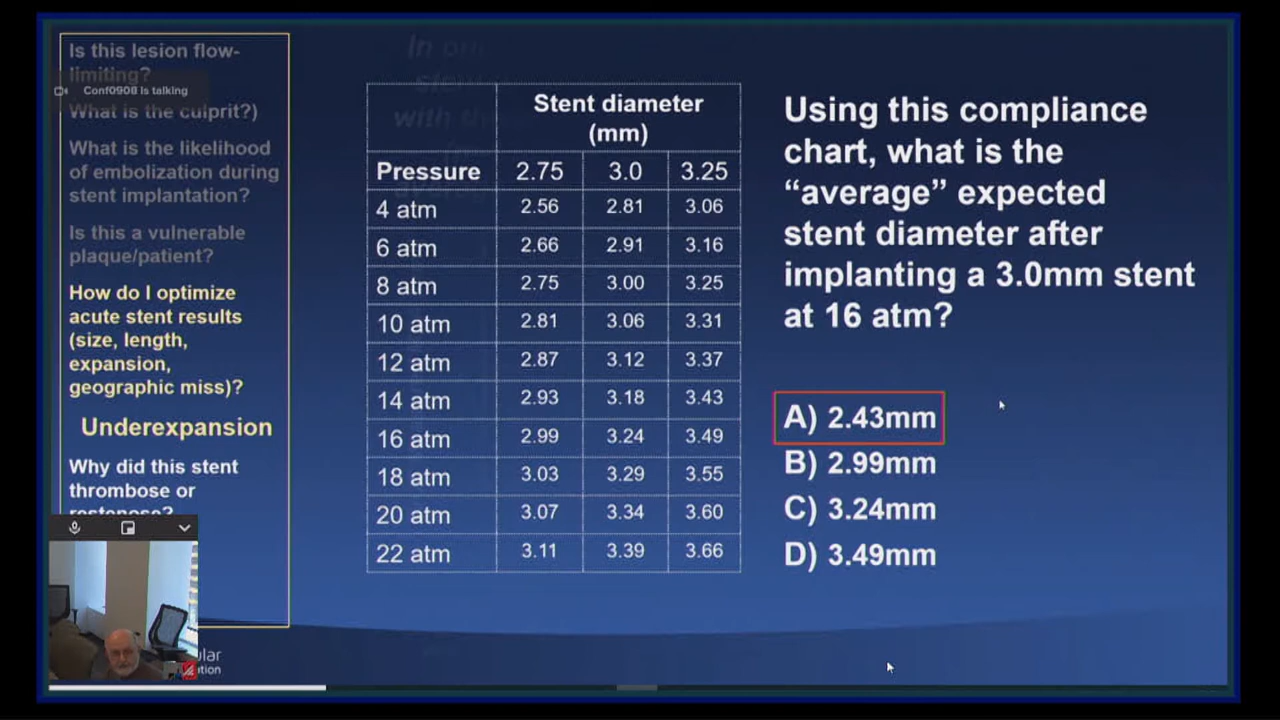 Is this lesion flow-
limiting?
Conf0908 is talking
What is the culprit?)
What is the likelihood
of embolization during
stent implantation?
Is this a vulnerable
plaque/patient?
How do I optimize
acute stent results
(size, length,
expansion,
geographic miss)?
Underexpansion
Why did this stent
thrombose or
restenose?
Stent diameter
(mm)
Pressure 2.75 3.0 3.25
4 atm 2.56 2.81 3.06
6 atm 2.66 2.91 3.16
8 atm 2.75 3.00 3.25
10 atm 2.81 3.06 3.31
12 atm 2.87 3.12 3.37
14 atm 2.93 3.18 3.43
16 atm 2.99 3.24 3.49
18 atm 3.03 3.29 3.55
20 atm 3.07 3.34 3.60
22 atm 3.11 3.39 3.66
Using this compliance
chart, what is the
“average” expected
stent diameter after
implanting a 3.0mm stent
at 16 atm?
A) 2.43mm
B) 2.99mm
C) 3.24mm
D) 3.49mm